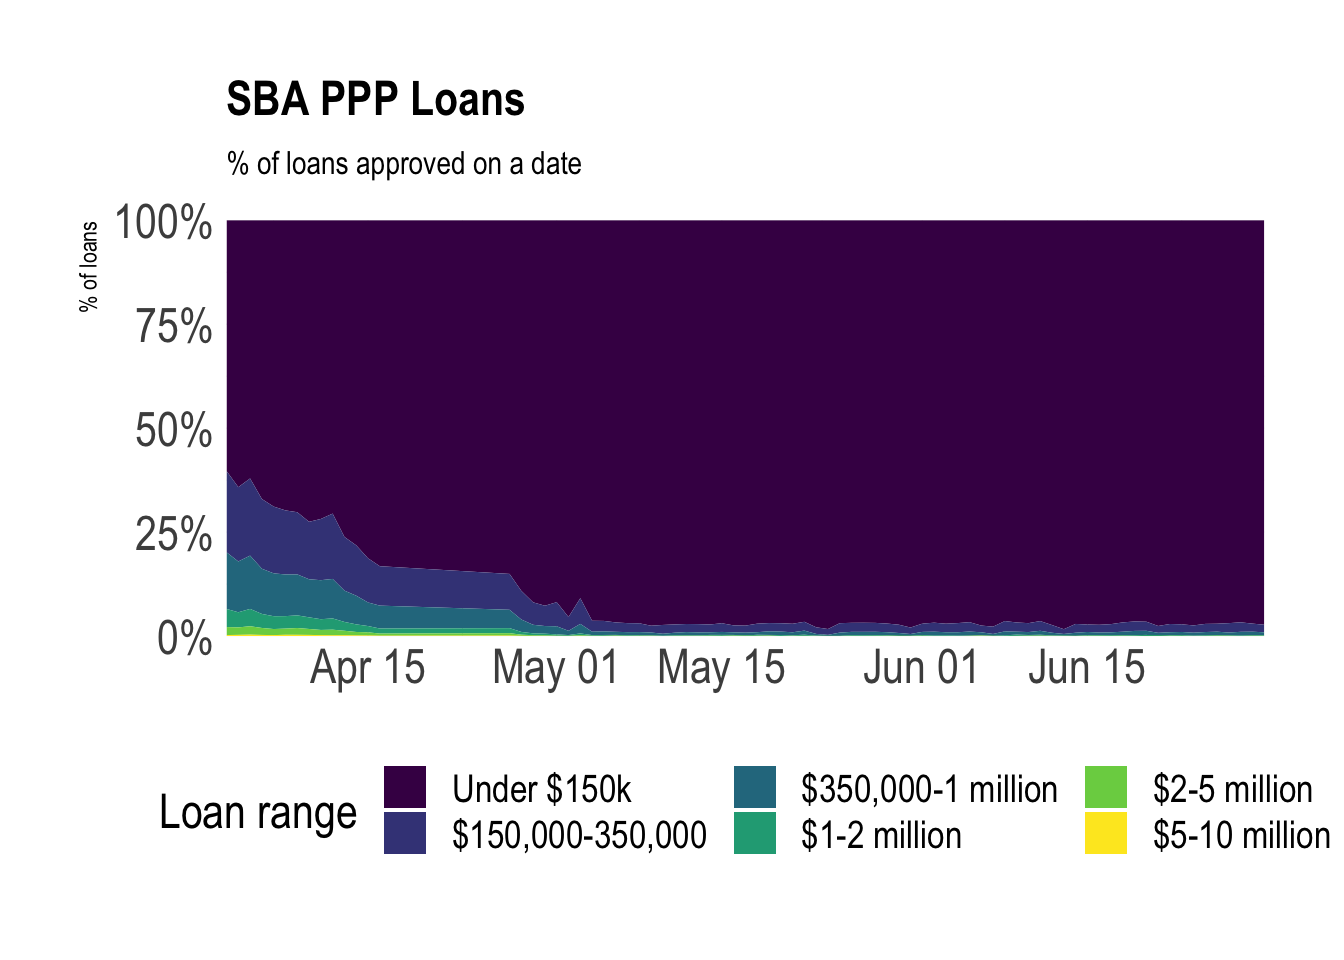 SBA PPP Loans
% of loans approved on a date
% of loans
100%
75%
50%
25%
0%
Apr 15 May 01 May 15 Jun 01 Jun 15
Loan range
Under $150k $350,000-1 million $2-5 million
$150,000-350,000 $1-2 million $5-10 million